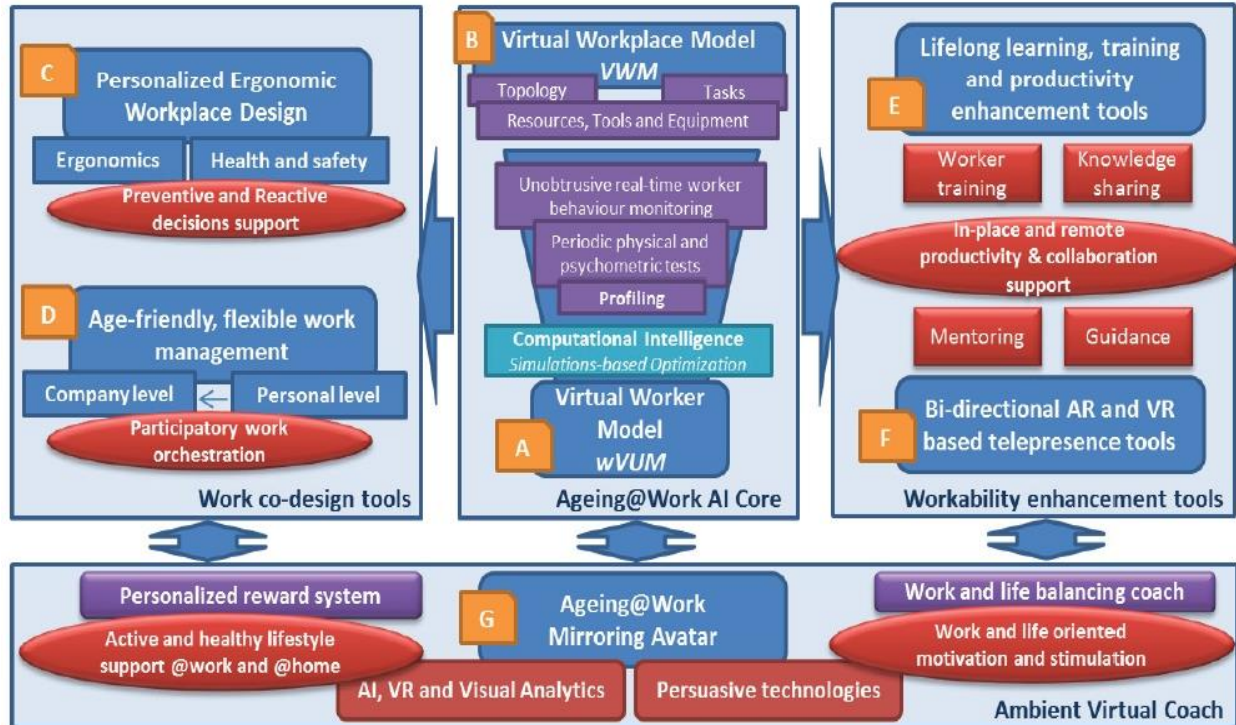 C
Personalized Ergonomic
Workplace Design
Ergonomics
Health and safety
Preventive and Reactive
decisions support
D
Age-friendly, flexible work
management
Company level
Personal level
Participatory work
orchestration
Work co-design tools
B
Virtual Workplace Model
VWM
Topology
Tasks
Resources, Tools and Equipment
Unobtrusive real-time worker
behaviour monitoring
Periodic physical and
psychometric tests
Profiling
Computational Intelligence
Simulations-based Optimization
Virtual Worker
Model
wVUM
A
Ageing@Work AI Core
Lifelong learning, training
and productivity
enhancement tools
E
Worker
training
Knowledge
sharing
In-place and remote
productivity & collaboration
support
Mentoring
Guidance
Bi-directional AR and VR
based telepresence tools
F
Workability enhancement tools
Personalized reward system
Active and healthy lifestyle
support @work and @home
G
Ageing@Work
Mirroring Avatar
AI, VR and Visual Analytics
Persuasive technologies
Work and life balancing coach
Work and life oriented
motivation and stimulation
Ambient Virtual Coach